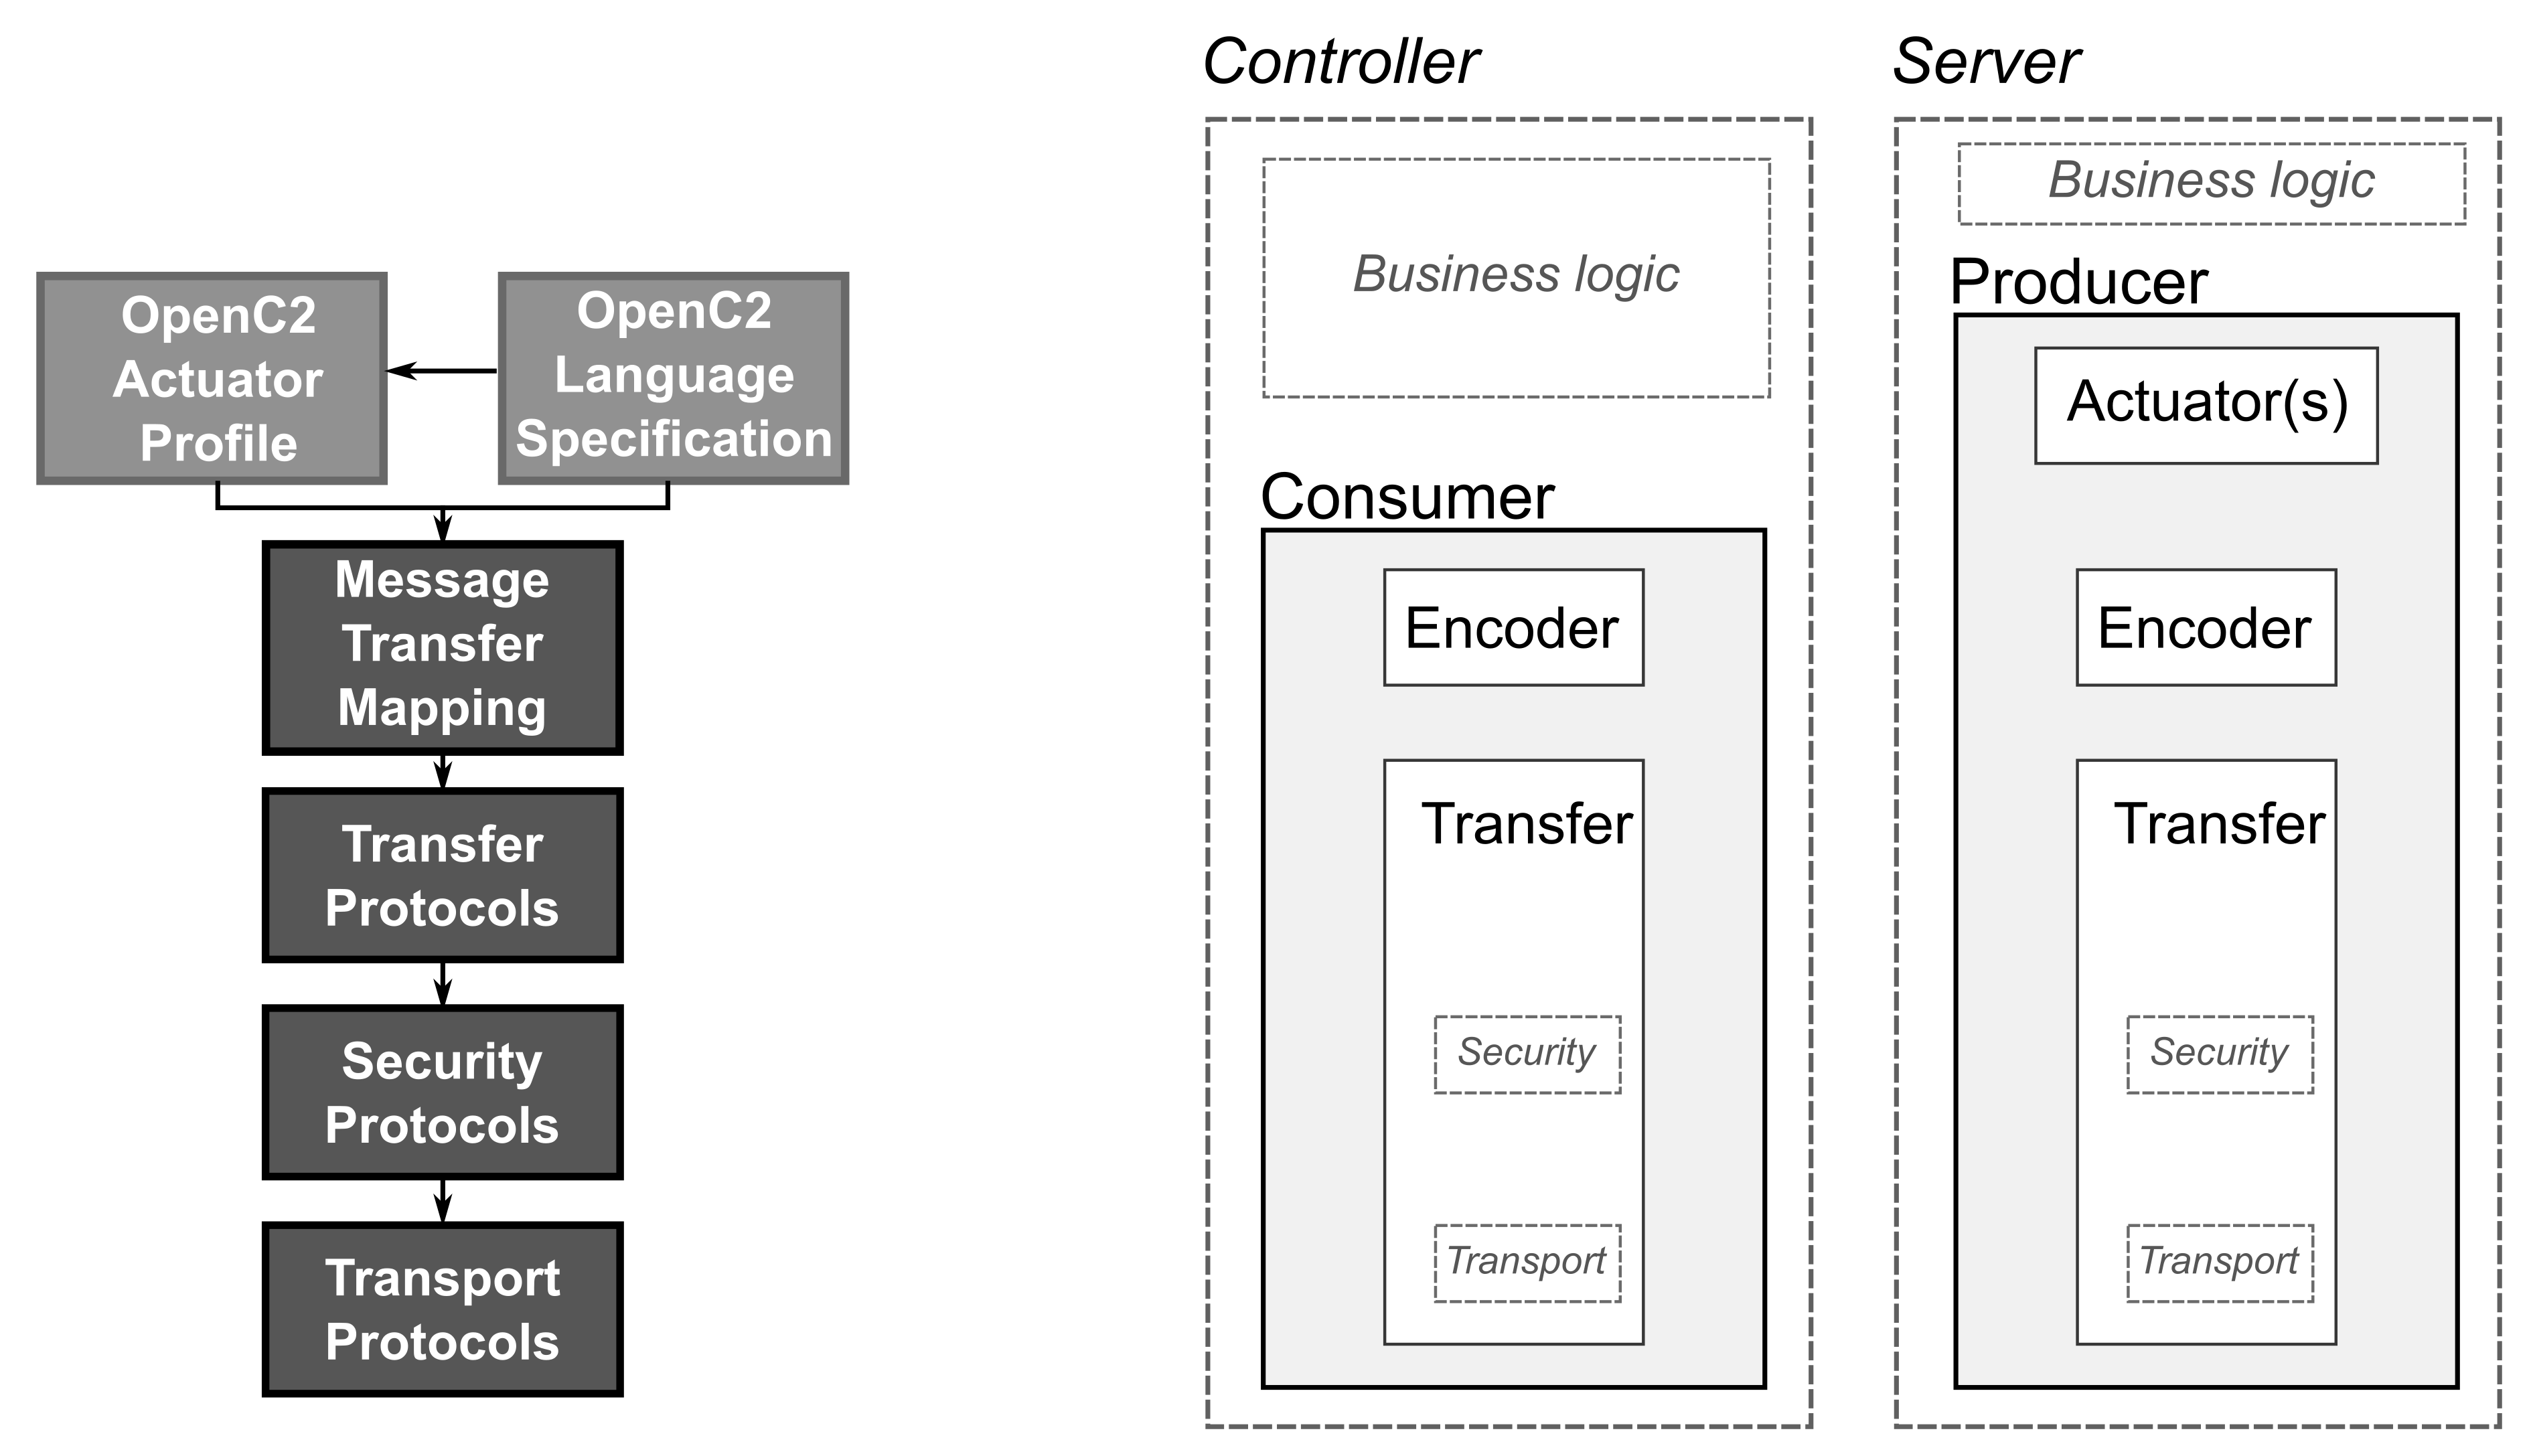 OpenC2
Actuator
Profile
OpenC2
Language
Specification
Message
Transfer
Mapping
Transfer
Protocols
Security
Protocols
Transport
Protocols
Controller
Business logic
Consumer
Encoder
Transfer
Security
Transport
Server
Business logic
Producer
Actuator(s)
Encoder
Transfer
Security
Transport